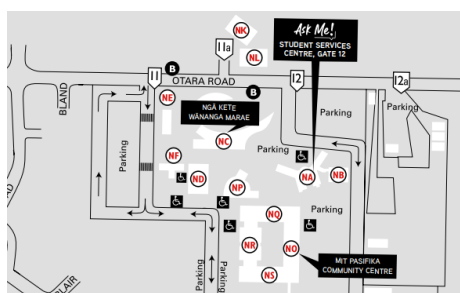 NK
11a
NL
Ask Me!
STUDENT SERVICES
CENTRE, GATE 12
11
B
OTARA ROAD
12
12a
BLAND
NE
B
NGĀ KETE
WĀNANGA MARAE
Parking
Parking
Parking
NC
Parking
NF
ND
NP
NA
NB
NQ
Parking
NR
NO
MIT PASIFIKA
COMMUNITY CENTRE
NS
Parking
Parking
BLAIR